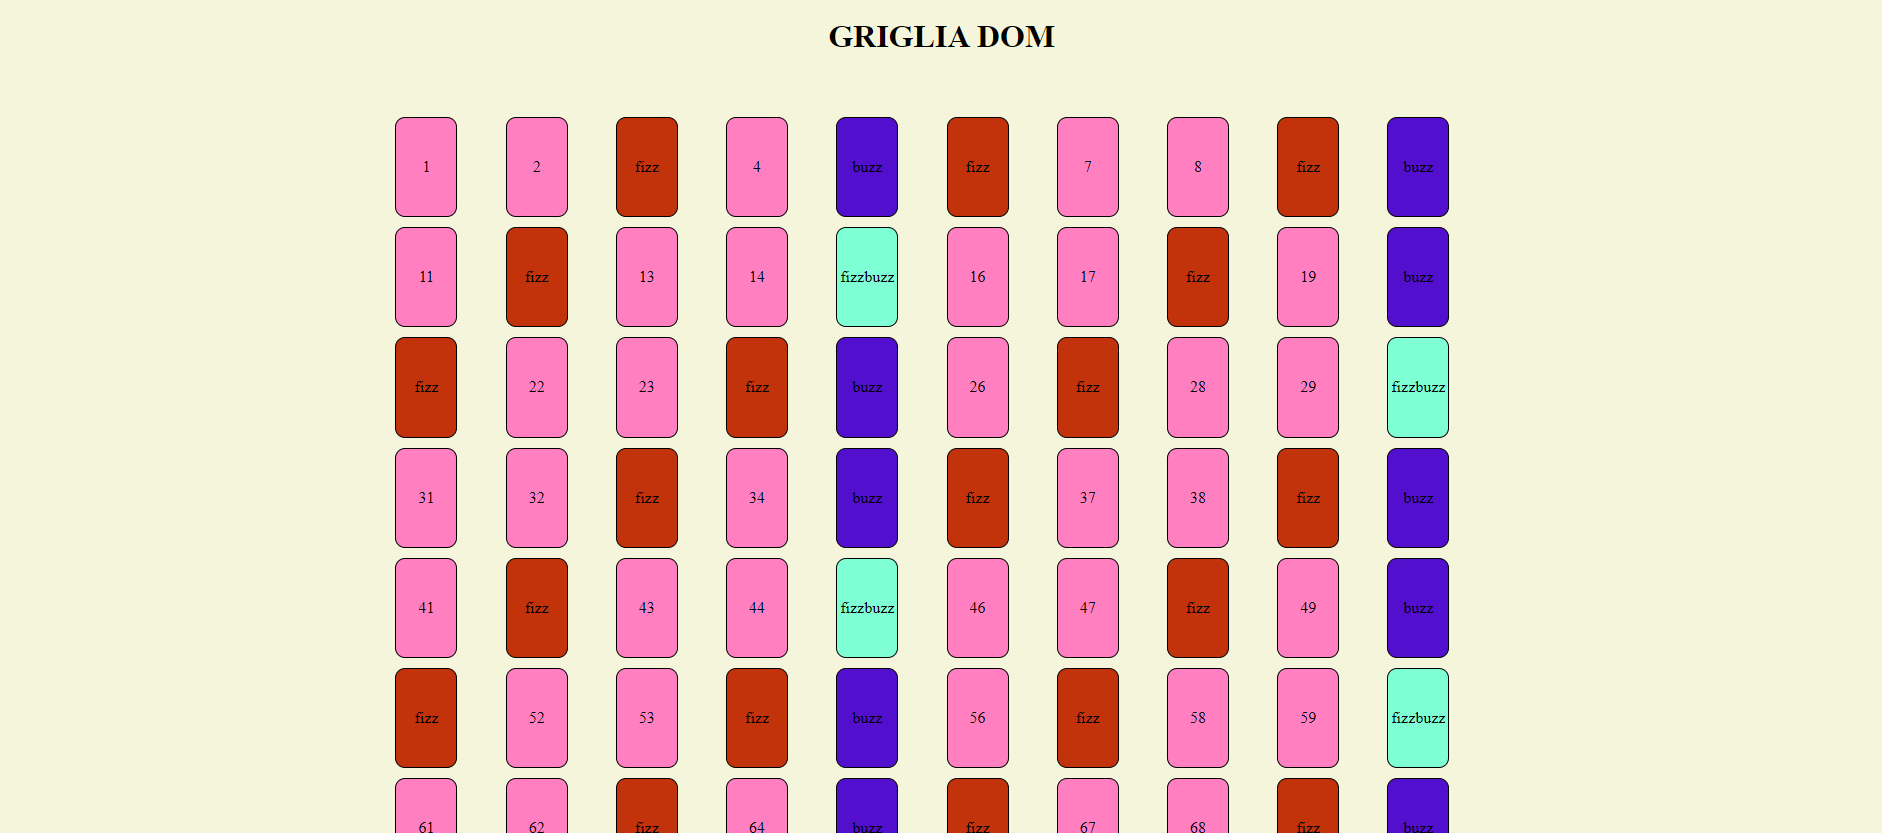 GRIGLIA DOM
1 2 fizz 4 buzz fizz 7 8 fizz buzz
11 fizz 13 14 fizzbuzz 16 17 fizz 19 buzz
fizz 22 23 fizz buzz 26 fizz 28 29 fizzbuzz
31 32 fizz 34 buzz fizz 37 38 fizz buzz
41 fizz 43 44 fizzbuzz 46 47 fizz 49 buzz
fizz 52 53 fizz buzz 56 fizz 58 59 fizzbuzz
61 62 fizz 64 buzz fizz 67 68 fizz buzz